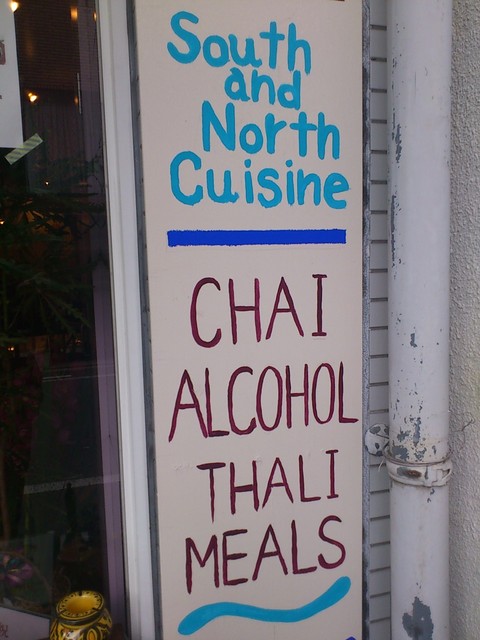 South
and
North
Cuisine
CHAI
ALCOHOL
THALI
MEALS